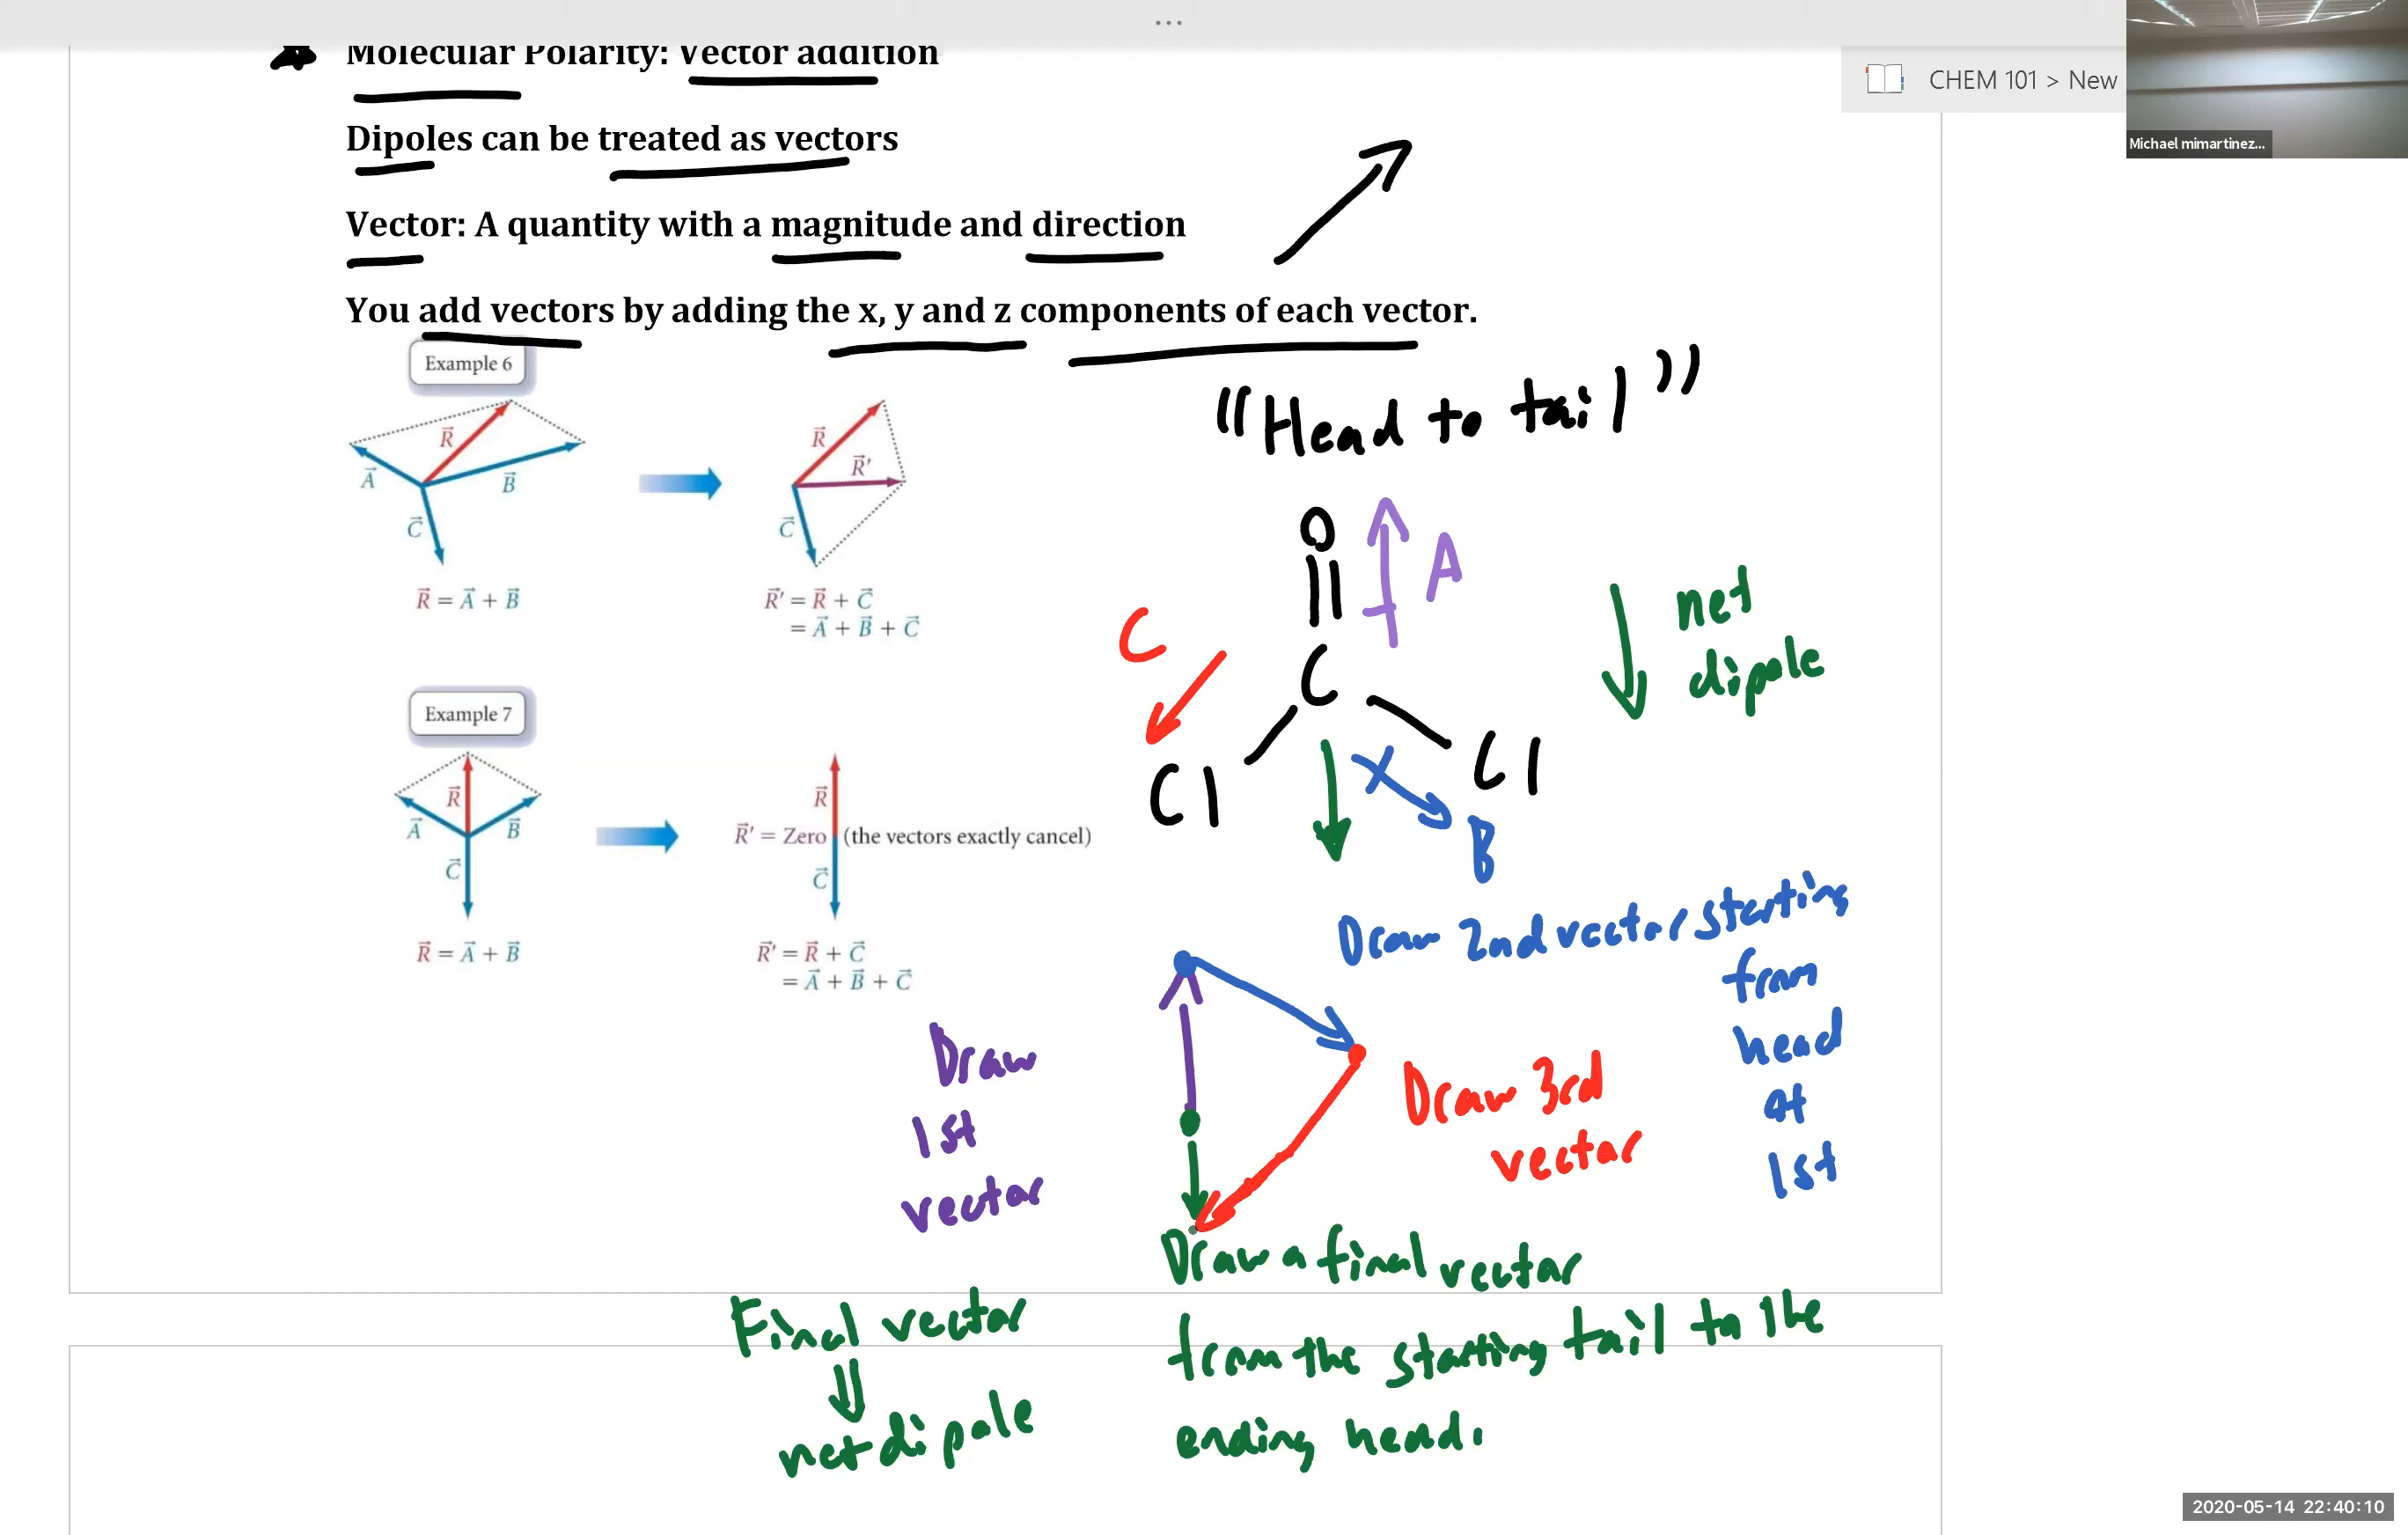 ...
CHEM 101 > New
Michael mimartinez...
Molecular Polarity: Vector addition
Dipoles can be treated as vectors
Vector: A quantity with a magnitude and direction
You add vectors by adding the x, y and z components of each vector.
Example 6
R
A
B
C
R = A + B
R
R'
C
R' = R + C
= A + B + C
Example 7
R
A
B
C
R = A + B
R
R' = Zero (the vectors exactly cancel)
C
R' = R + C
= A + B + C
"Head to tail"
O
A
C
C
Cl
Cl
B
net
dipole
Draw
1st
vector
Draw 2nd vector starting
from
head
at
1st
Draw 3rd
vector
Draw a final vector
from the starting tail to the
ending head.
Final vector
net dipole
2020-05-14 22:40:10